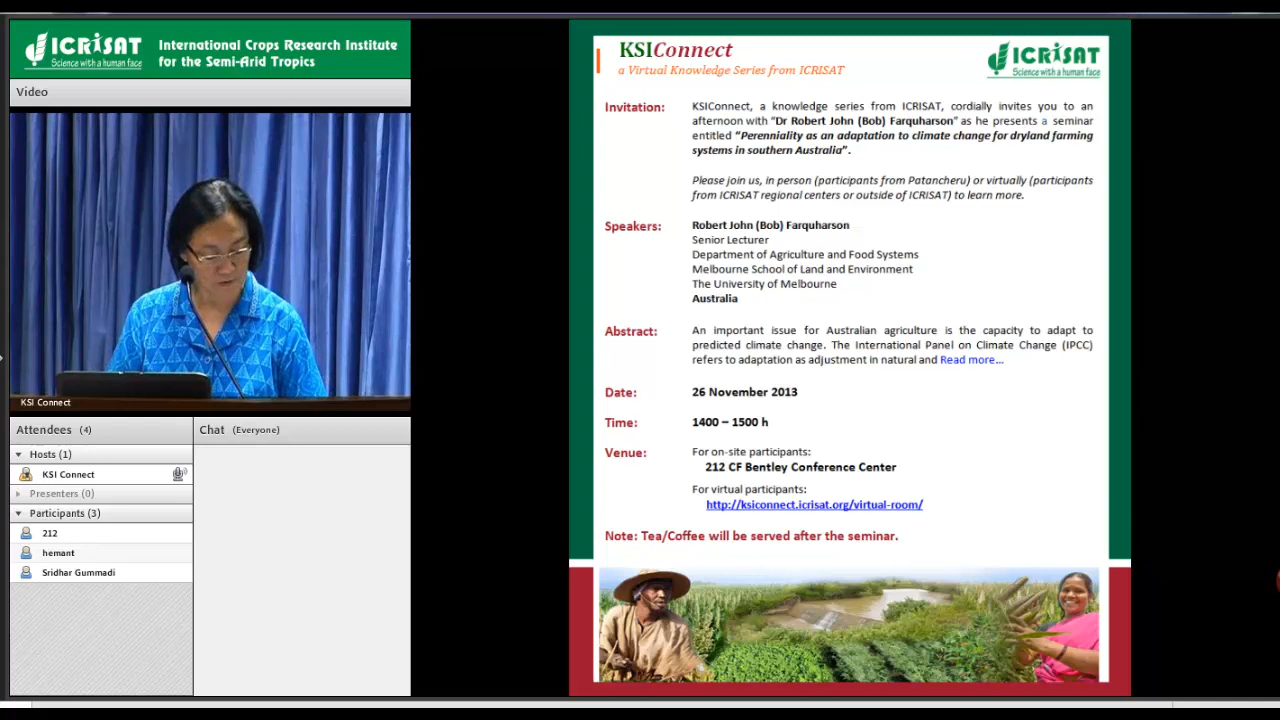 ICRISAT
Science with a human face
International Crops Research Institute
for the Semi-Arid Tropics
Video
KSI Connect
Attendees (4)
Hosts (1)
KSI Connect
Presenters (0)
Participants (3)
212
hemant
Sridhar Gummadi
Chat (Everyone)
KSIConnect
a Virtual Knowledge Series from ICRISAT
ICRISAT
Science with a human face
Invitation: KSIConnect, a knowledge series from ICRISAT, cordially invites you to an
afternoon with "Dr Robert John (Bob) Farquharson" as he presents a seminar
entitled "Perenniality as an adaptation to climate change for dryland farming
systems in southern Australia".
Please join us, in person (participants from Patancheru) or virtually (participants
from ICRISAT regional centers or outside of ICRISAT) to learn more.
Speakers: Robert John (Bob) Farquharson
Senior Lecturer
Department of Agriculture and Food Systems
Melbourne School of Land and Environment
The University of Melbourne
Australia
Abstract: An important issue for Australian agriculture is the capacity to adapt to
predicted climate change. The International Panel on Climate Change (IPCC)
refers to adaptation as adjustment in natural and Read more...
Date: 26 November 2013
Time: 1400 – 1500 h
Venue: For on-site participants:
212 CF Bentley Conference Center
For virtual participants:
http://ksiconnect.icrisat.org/virtual-room/
Note: Tea/Coffee will be served after the seminar.